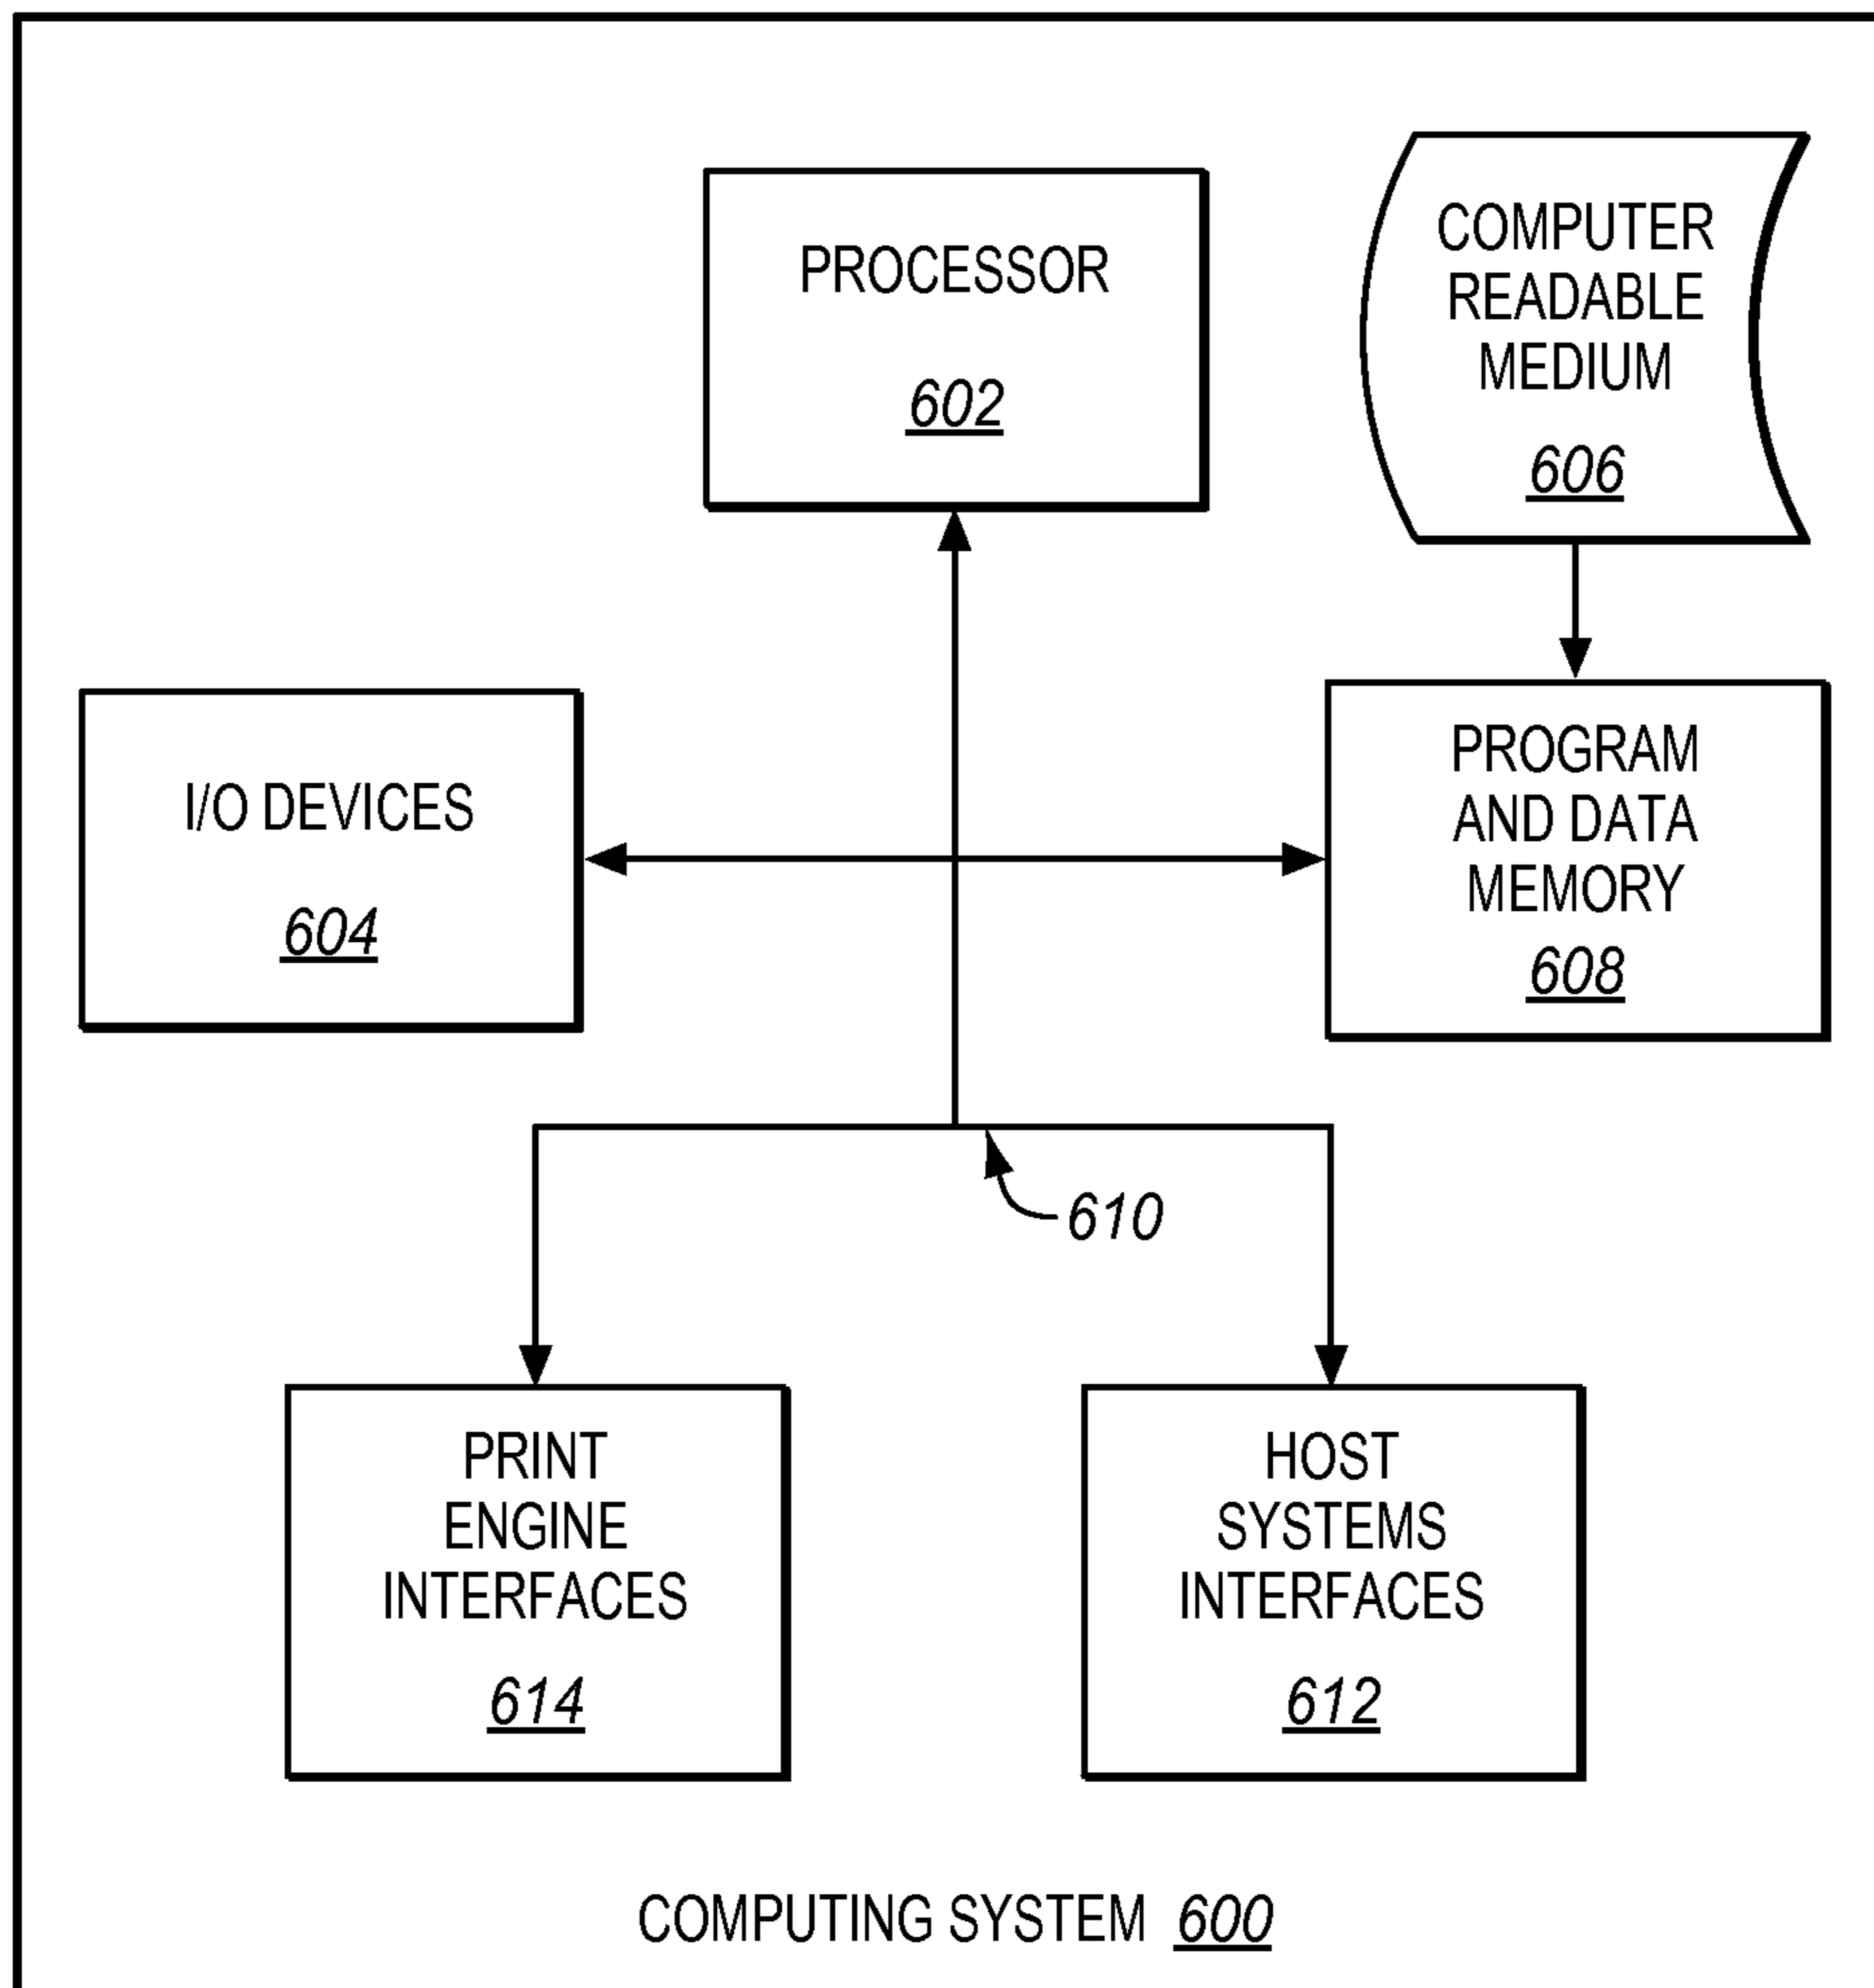 PROCESSOR
602
COMPUTER
READABLE
MEDIUM
606
I/O DEVICES
604
PROGRAM
AND DATA
MEMORY
608
610
PRINT
ENGINE
INTERFACES
614
HOST
SYSTEMS
INTERFACES
612
COMPUTING SYSTEM 600